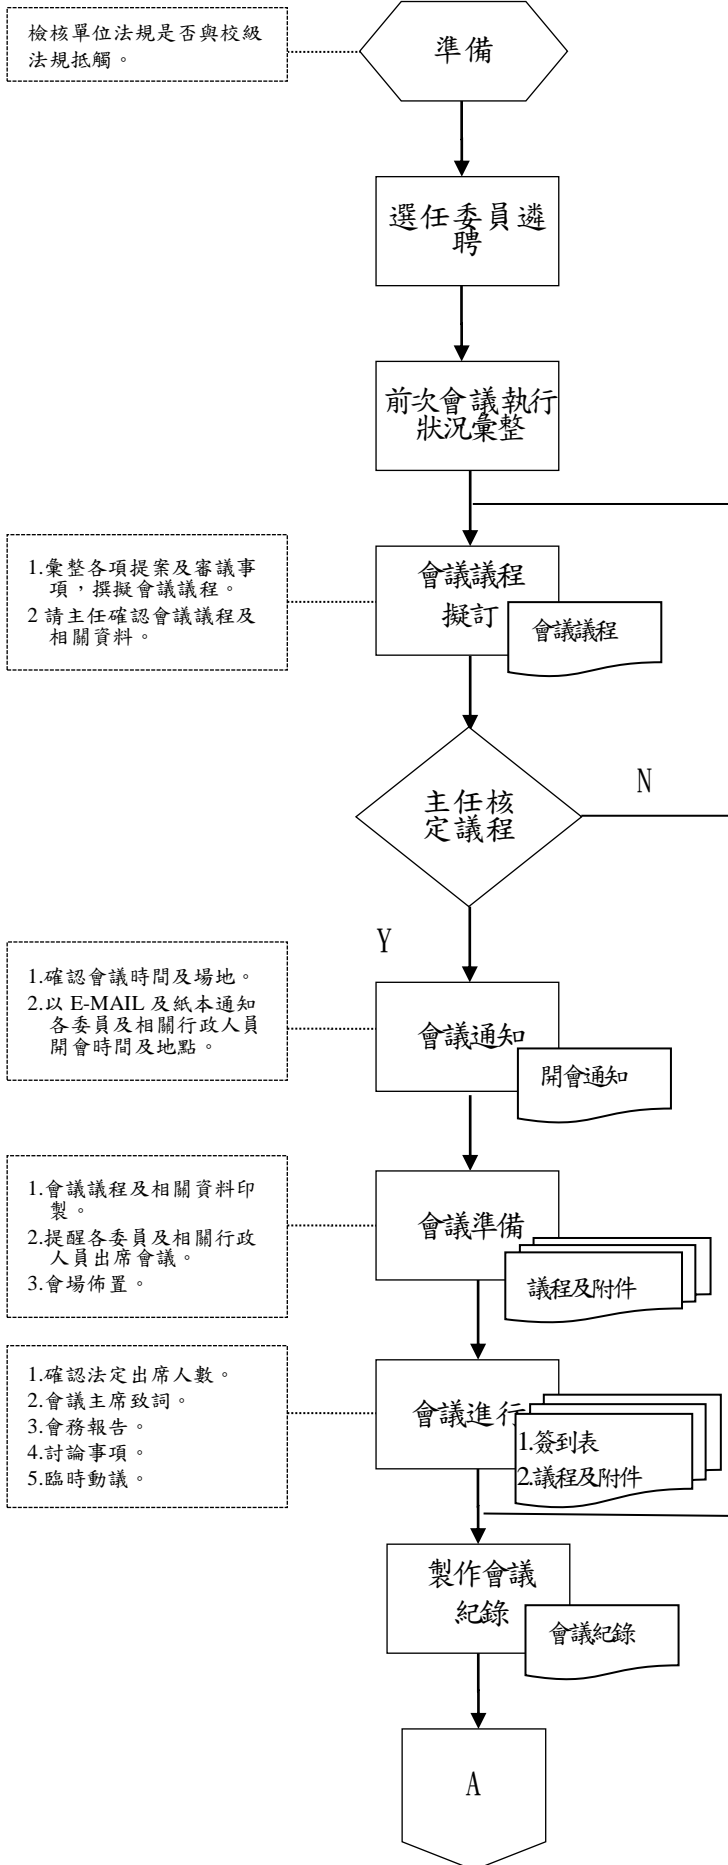 檢核單位法規是否與校級
法規抵觸。
準備
選任委員遴
聘
前次會議執行
狀況彙整
1.彙整各項提案及審議事
項，撰擬會議議程。
2 請主任確認會議議程及
相關資料。
會議議程
擬訂
會議議程
主任核
定議程
N
Y
1.確認會議時間及場地。
2.以 E-MAIL 及紙本通知
各委員及相關行政人員
開會時間及地點。
會議通知
開會通知
1.會議議程及相關資料印
製。
2.提醒各委員及相關行政
人員出席會議。
3.會場佈置。
會議準備
議程及附件
1.確認法定出席人數。
2.會議主席致詞。
3.會務報告。
4.討論事項。
5.臨時動議。
會議進行
1.簽到表
2.議程及附件
製作會議
紀錄
會議紀錄
A